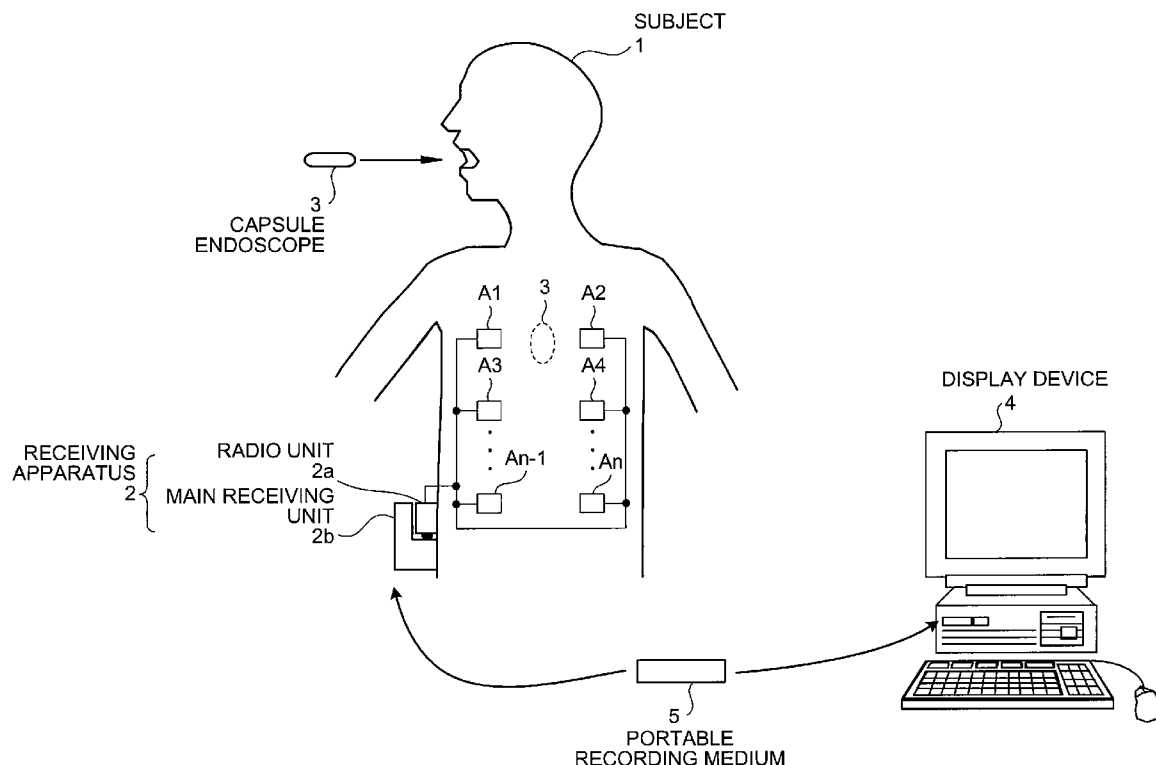 SUBJECT
1
3
CAPSULE
ENDOSCOPE
A1
3
A2
A3
A4
DISPLAY DEVICE
4
RECEIVING
APPARATUS
2
RADIO UNIT
2a
MAIN RECEIVING
UNIT
2b
An-1
An
5
PORTABLE
RECORDING MEDIUM